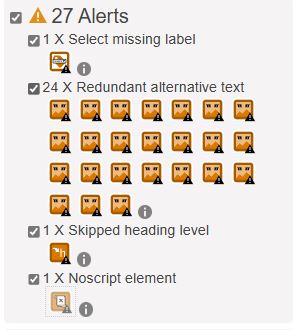 27 Alerts
1 X Select missing label
24 X Redundant alternative text
1 X Skipped heading level
1 X Noscript element